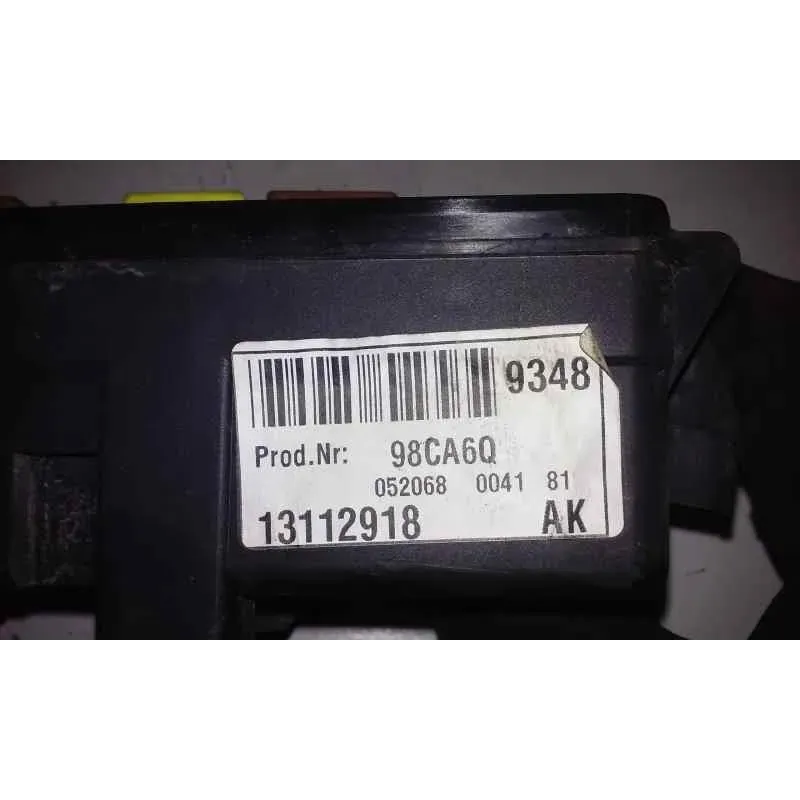 9348
Prod.Nr: 98CA6Q
052068 0041 81
13112918 AK